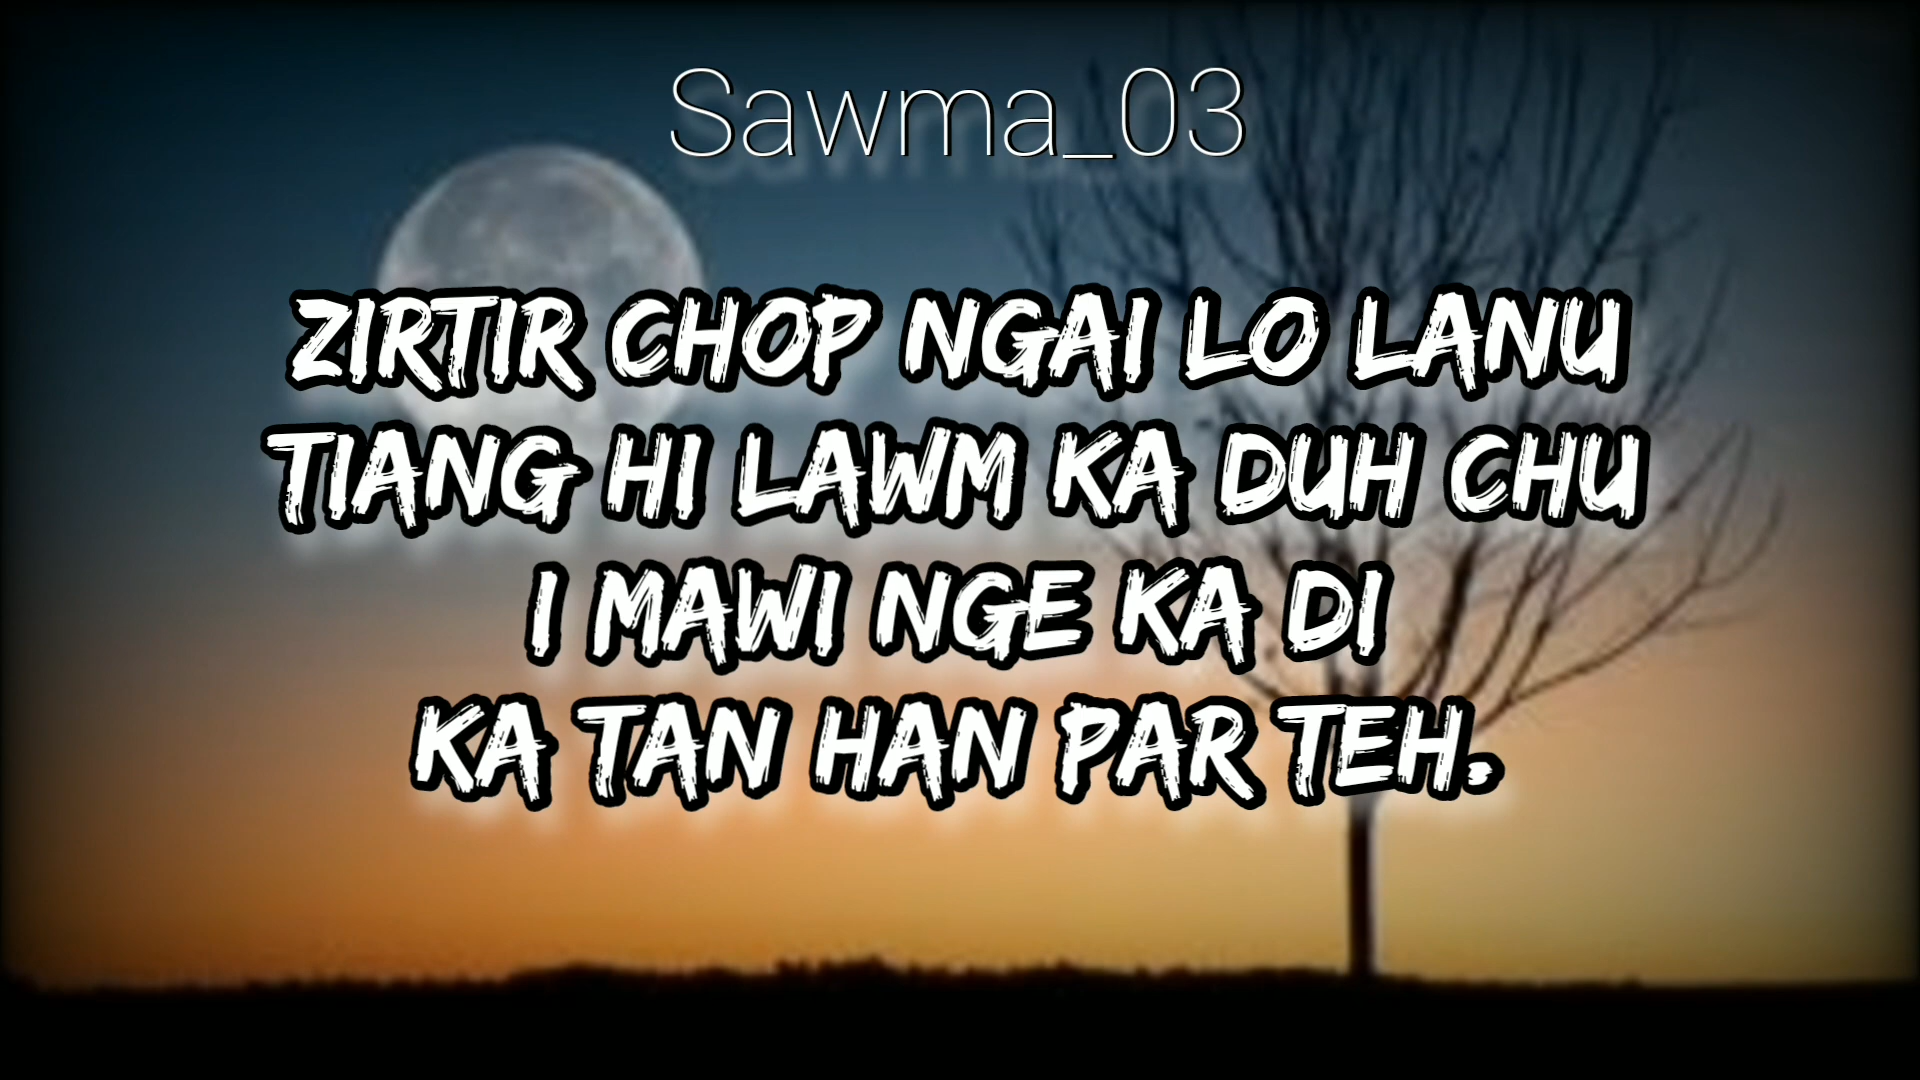 Sawma_03
ZIRTIR CHOP NGAI LO LANU
TIANG HI LAWM KA DUH CHU
I MAWI NGE KA DI
KA TAN HAN PAR TEH.